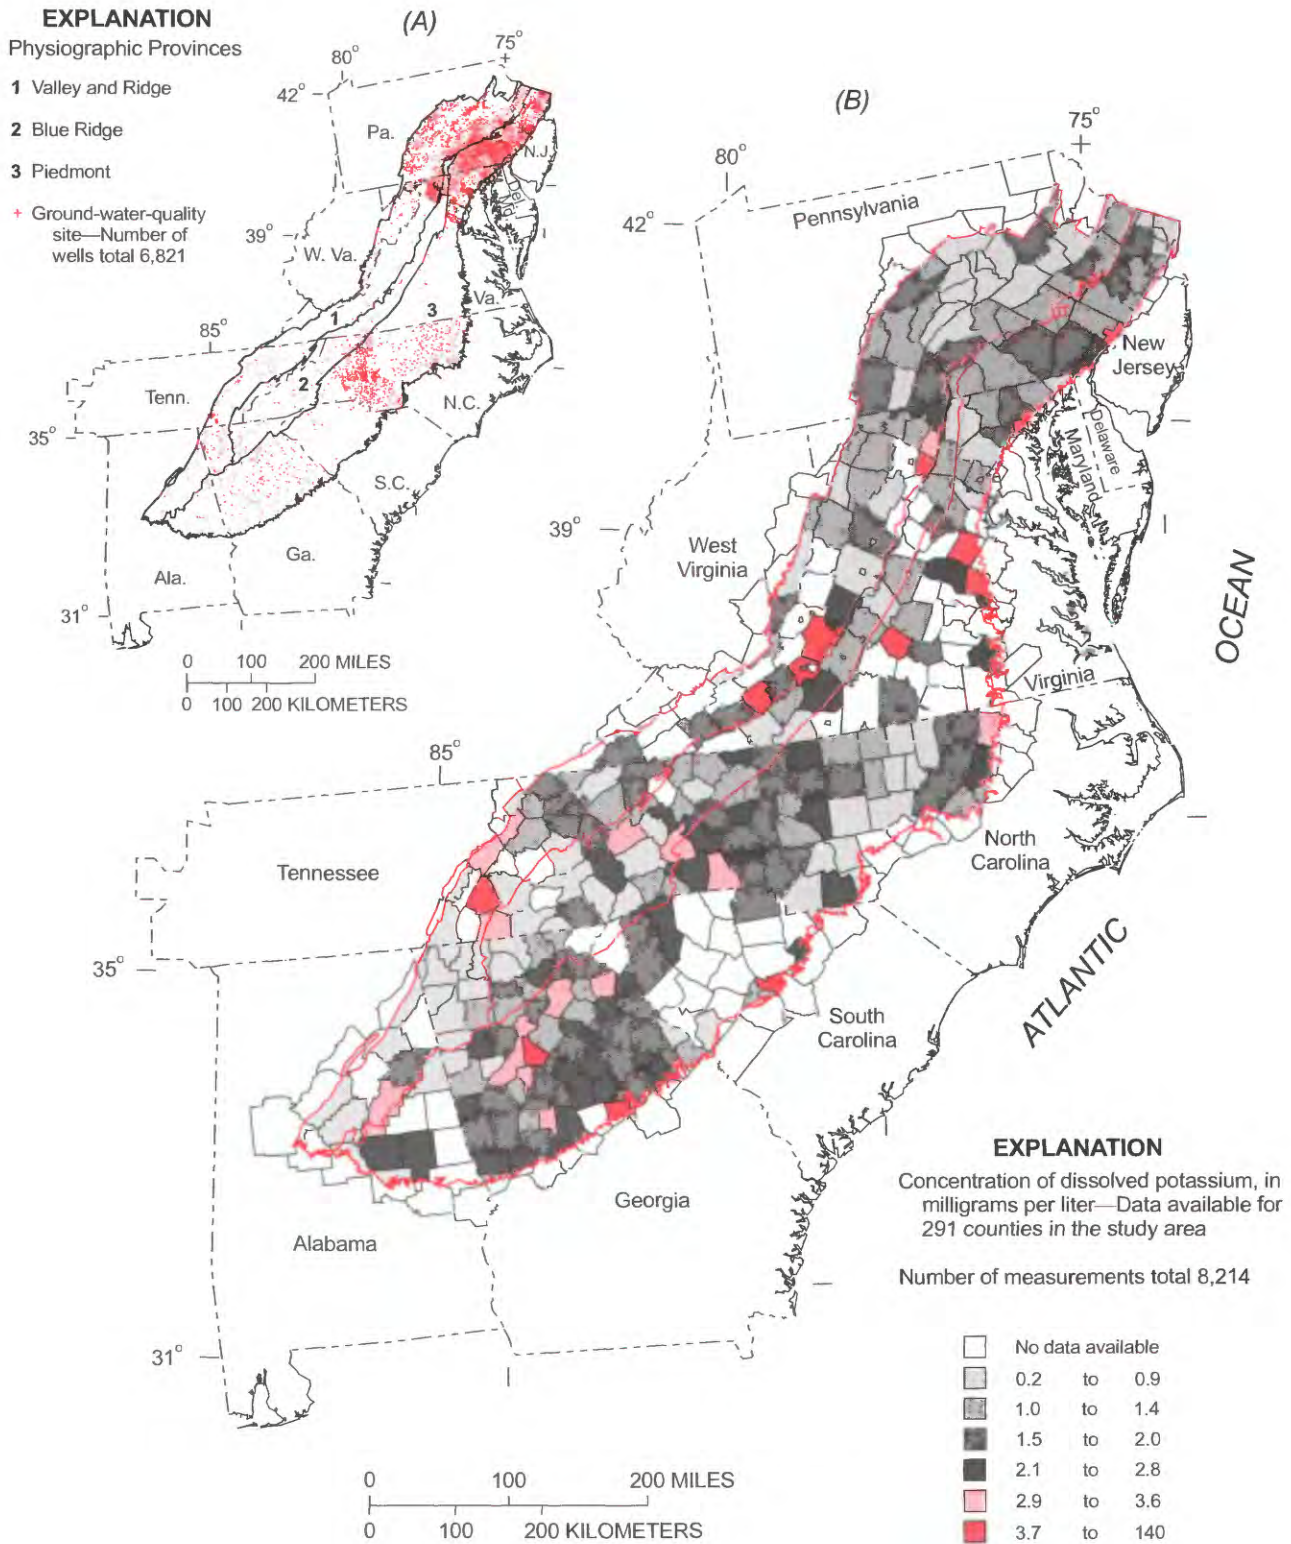 EXPLANATION
Physiographic Provinces
1 Valley and Ridge
2 Blue Ridge
3 Piedmont
+ Ground-water-quality
site—Number of
wells total 6,821
(A)
80°
75°
42°
Pa.
N.J.
Del.
Md.
39°
W. Va.
Va.
85°
1
3
2
Tenn.
N.C.
35°
S.C.
Ga.
Ala.
31°
0 100 200 MILES
0 100 200 KILOMETERS
(B)
75°
80°
42°
Pennsylvania
New
Jersey
Delaware
Maryland
39°
West
Virginia
OCEAN
Virginia
85°
North
Carolina
Tennessee
35°
ATLANTIC
South
Carolina
Georgia
Alabama
31°
0 100 200 MILES
0 100 200 KILOMETERS
EXPLANATION
Concentration of dissolved potassium, in
milligrams per liter—Data available for
291 counties in the study area
Number of measurements total 8,214
No data available
0.2 to 0.9
1.0 to 1.4
1.5 to 2.0
2.1 to 2.8
2.9 to 3.6
3.7 to 140